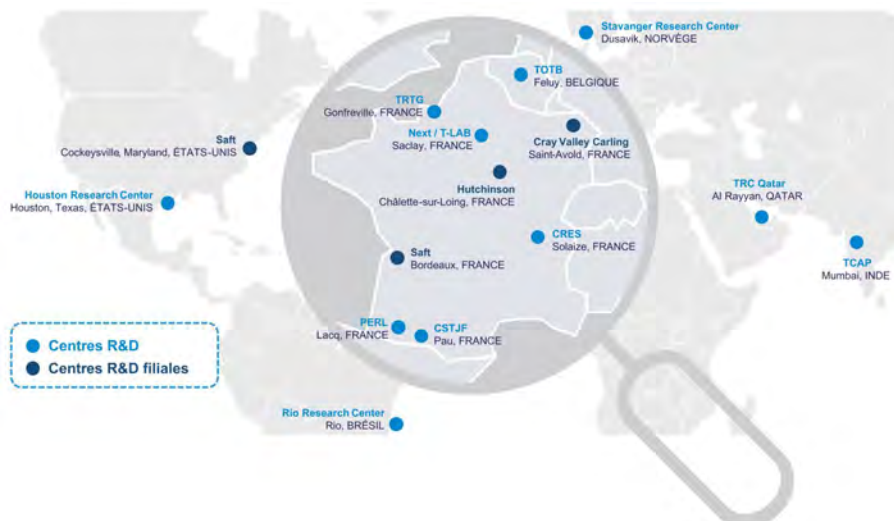 Stavanger Research Center
Dusavik, NORVÈGE
TOTB
Feluy, BELGIQUE
TRTG
Gonfreville, FRANCE
Next / T-LAB
Saclay, FRANCE
Cray Valley Carling
Saint-Avold, FRANCE
Saft
Cockeysville, Maryland, ÉTATS-UNIS
Hutchinson
Châlette-sur-Loing, FRANCE
Houston Research Center
Houston, Texas, ÉTATS-UNIS
TRC Qatar
Al Rayyan, QATAR
CRES
Solaize, FRANCE
Saft
Bordeaux, FRANCE
TCAP
Mumbai, INDE
PERL
Lacq, FRANCE
CSTJF
Pau, FRANCE
Centres R&D
Centres R&D filiales
Rio Research Center
Rio, BRÉSIL